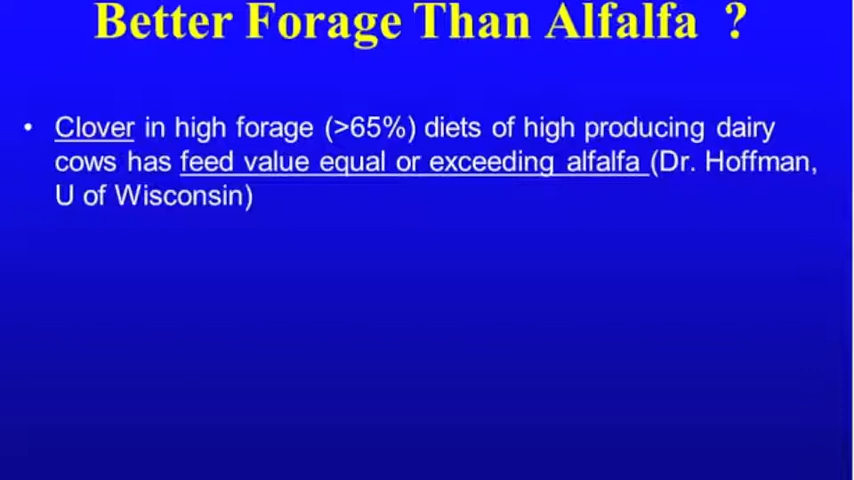 Better Forage Than Alfalfa ?
• Clover in high forage (>65%) diets of high producing dairy
cows has feed value equal or exceeding alfalfa (Dr. Hoffman,
U of Wisconsin)